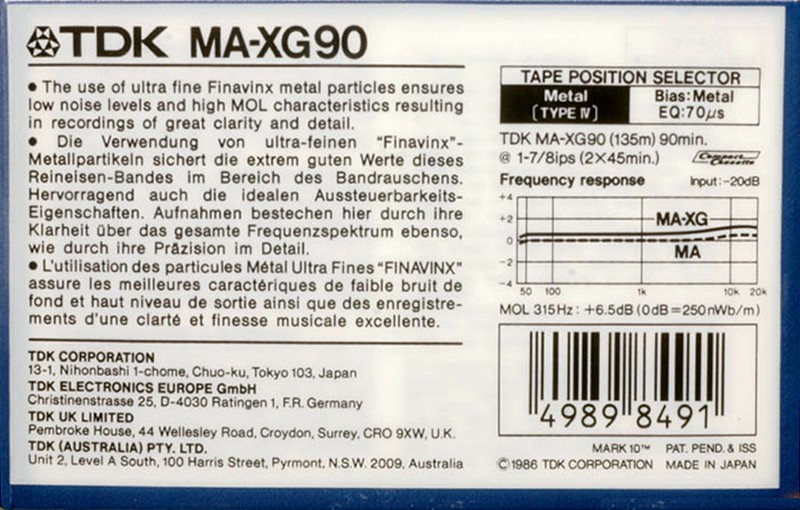 TDK MA-XG90
• The use of ultra fine Finavinx metal particles ensures
low noise levels and high MOL characteristics resulting
in recordings of great clarity and detail.
• Die Verwendung von ultra-feinen "Finavinx"-
Metallpartikeln sichert die extrem guten Werte dieses
Reineisen-Bandes im Bereich des Bandrauschens.
Hervorragend auch die idealen Aussteuerbarkeits-
Eigenschaften. Aufnahmen bestechen hier durch ihre
Klarheit über das gesamte Frequenzspektrum ebenso,
wie durch ihre Präzision im Detail.
• L'utilisation des particules Métal Ultra Fines "FINAVINX"
assure les meilleures caractériques de faible bruit de
fond et haut niveau de sortie ainsi que des enregistre-
ments d'une clarté et finesse musicale excellente.
TDK CORPORATION
13-1, Nihonbashi 1-chome, Chuo-ku, Tokyo 103, Japan
TDK ELECTRONICS EUROPE GmbH
Christinenstrasse 25, D-4030 Ratingen 1, F.R. Germany
TDK UK LIMITED
Pembroke House, 44 Wellesley Road, Croydon, Surrey, CRO 9XW, U.K.
TDK (AUSTRALIA) PTY. LTD.
Unit 2, Level A South, 100 Harris Street, Pyrmont, N.S.W. 2009, Australia
TAPE POSITION SELECTOR
Metal Bias: Metal
(TYPE IV) EQ: 70µs
TDK MA-XG90 (135m) 90min.
@ 1-7/8ips (2×45min.) Compact Cassette
Frequency response Input: -20dB
+4
+2 MA-XG
0
MA
-2
-4
50 100 1k 10k 20k
MOL 315Hz: +6.5dB (0dB=250nWb/m)
4989 8491
MARK 10™ PAT. PEND. & ISS
©1986 TDK CORPORATION MADE IN JAPAN